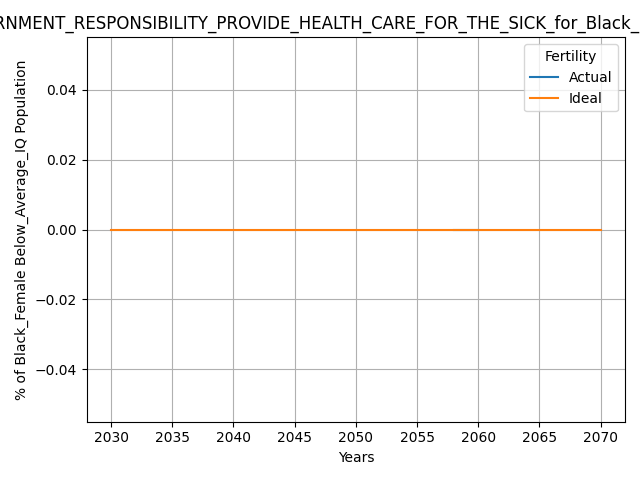 RNMENT_RESPONSIBILITY_PROVIDE_HEALTH_CARE_FOR_THE_SICK_for_Black_
Fertility
Actual
Ideal
% of Black_Female Below_Average_IQ Population
0.04
0.02
0.00
−0.02
−0.04
2030 2035 2040 2045 2050 2055 2060 2065 2070
Years